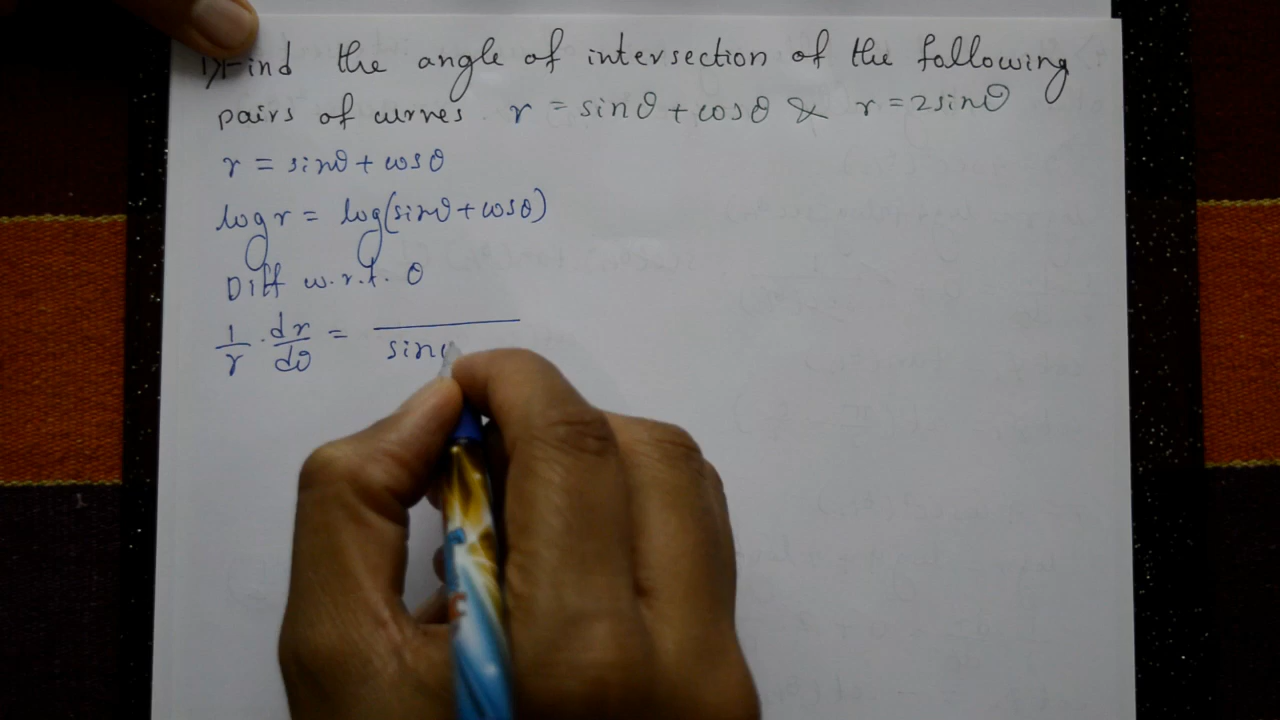 1) Find the angle of intersection of the following
pairs of curves. r = sinθ + cosθ & r = 2sinθ
r = sinθ + cosθ
log r = log(sinθ + cosθ)
Diff w.r.t. θ
1/r . dr/dθ = ―/sin